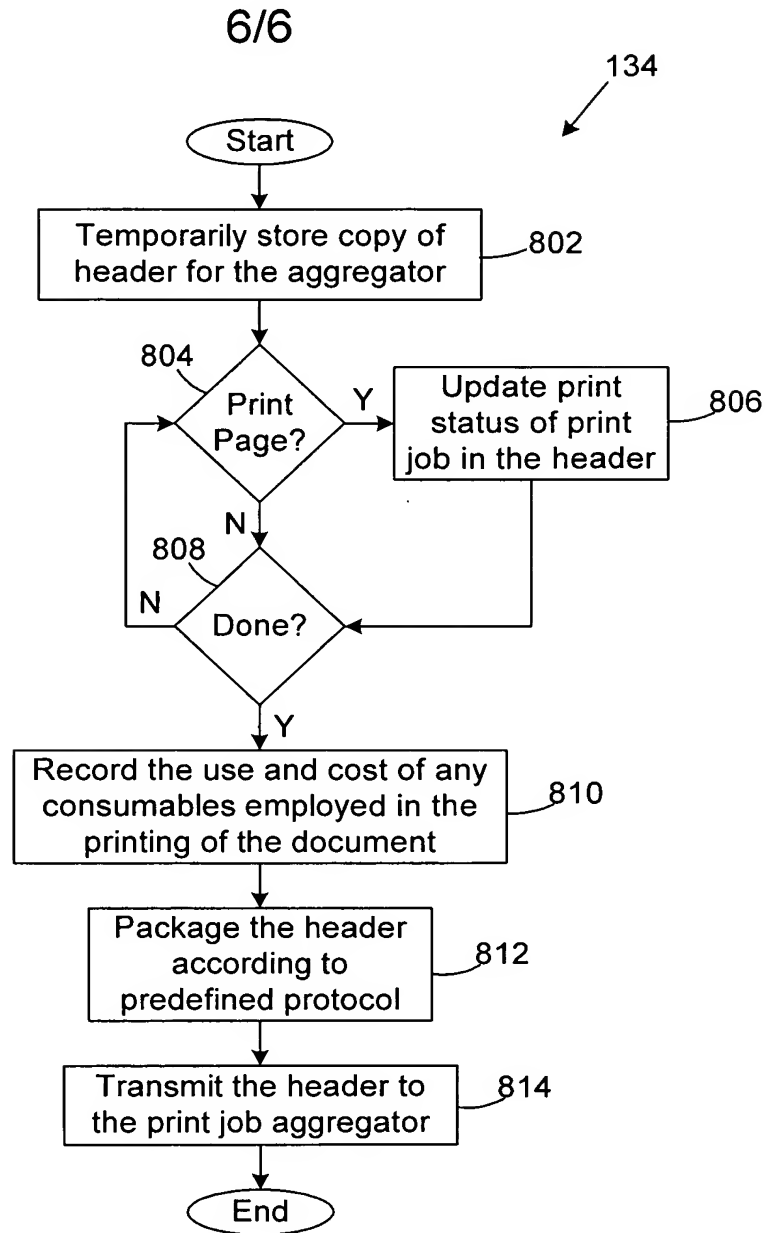 6/6
134
Start
Temporarily store copy of
header for the aggregator
802
804
Print
Page?
Y
Update print
status of print
job in the header
806
N
808
N
Done?
Y
Record the use and cost of any
consumables employed in the
printing of the document
810
Package the header
according to
predefined protocol
812
Transmit the header to
the print job aggregator
814
End